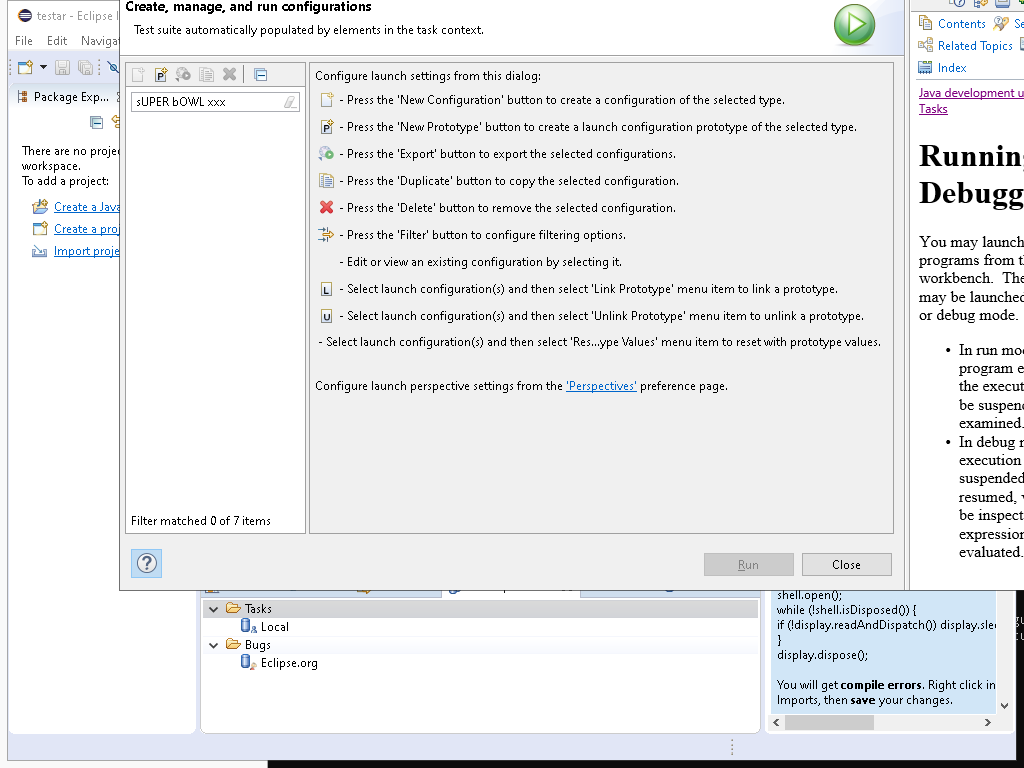 testar - Eclipse I
File Edit Naviga
Package Exp...
There are no proje
workspace.
To add a project:
Create a Java
Create a proj
Import proje
Create, manage, and run configurations
Test suite automatically populated by elements in the task context.
sUPER bOWL xxx
Filter matched 0 of 7 items
Configure launch settings from this dialog:
- Press the 'New Configuration' button to create a configuration of the selected type.
- Press the 'New Prototype' button to create a launch configuration prototype of the selected type.
- Press the 'Export' button to export the selected configurations.
- Press the 'Duplicate' button to copy the selected configuration.
- Press the 'Delete' button to remove the selected configuration.
- Press the 'Filter' button to configure filtering options.
- Edit or view an existing configuration by selecting it.
L - Select launch configuration(s) and then select 'Link Prototype' menu item to link a prototype.
U - Select launch configuration(s) and then select 'Unlink Prototype' menu item to unlink a prototype.
- Select launch configuration(s) and then select 'Res...ype Values' menu item to reset with prototype values.
Configure launch perspective settings from the 'Perspectives' preference page.
?
Run
Close
Contents Se
Related Topics
Index
Java development u
Tasks
Running
Debugg
You may launch
programs from th
workbench. The
may be launched
or debug mode.
• In run mod
program e
the execut
be suspend
examined.
• In debug m
execution
suspended
resumed, v
be inspect
expression
evaluated.
Tasks
Local
Bugs
Eclipse.org
shell.open();
while (!shell.isDisposed()) {
if (!display.readAndDispatch()) display.slee
}
display.dispose();
You will get compile errors. Right click in
Imports, then save your changes.